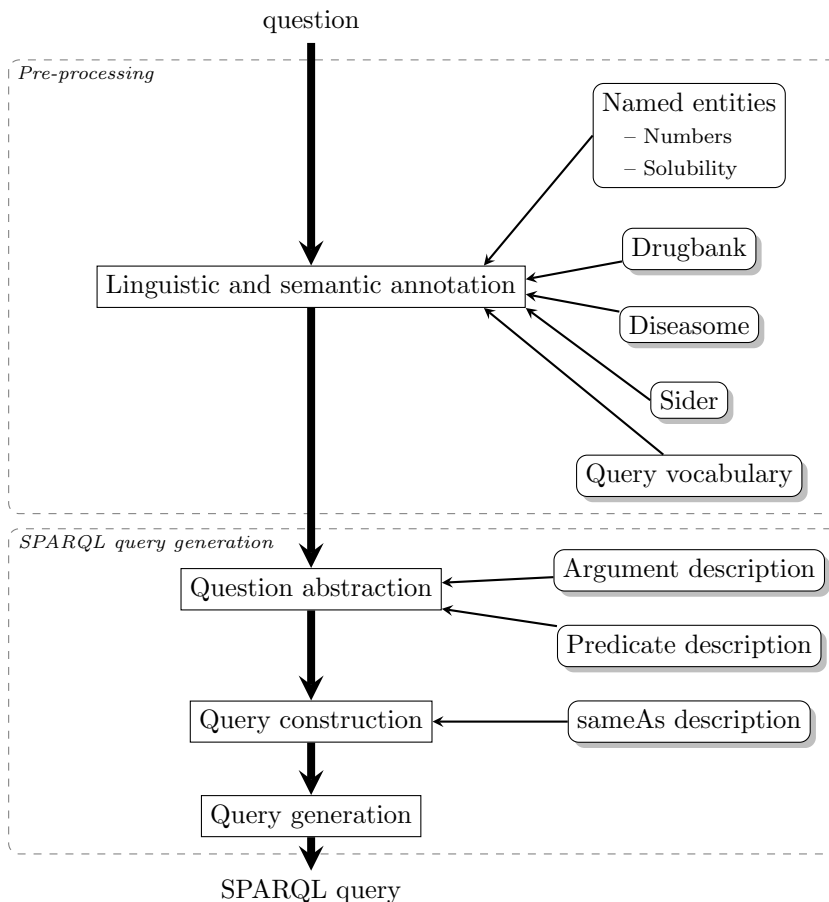 question
Pre-processing
Named entities
– Numbers
– Solubility
Drugbank
Linguistic and semantic annotation
Diseasome
Sider
Query vocabulary
SPARQL query generation
Argument description
Question abstraction
Predicate description
Query construction
sameAs description
Query generation
SPARQL query